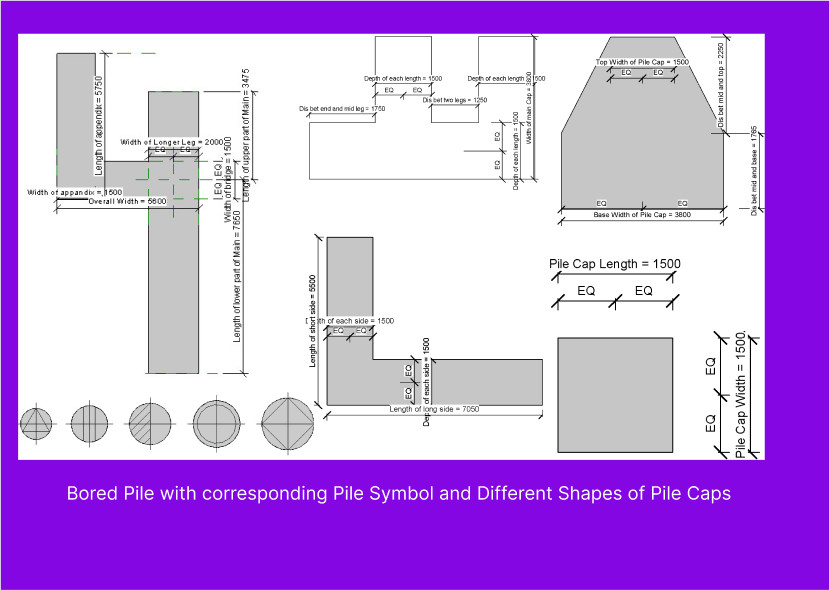 Length of appendix = 5750
Width of Longer Leg = 2000
EQ
EQ
Length of upper part of Main = 3475
Width of bridge = 1500
EQ
EQ
Width of appandix = 1500
Overall Width = 5600
Length of lower part of Main = 7650
Depth of each length = 1500
EQ
EQ
Depth of each length = 1500
Dis bet two legs = 1250
Dis bet end and mid leg = 1750
EQ
EQ
Depth of each length = 1500
Width of main Cap = 3800
Top Width of Pile Cap = 1500
EQ
EQ
Dis bet mid and top = 2250
Dis bet mid and base = 1765
EQ
EQ
Base Width of Pile Cap = 3800
Length of short side = 5500
th of each side = 1500
EQ
EQ
EQ
EQ
Depth of each side = 1500
Length of long side = 7050
Pile Cap Length = 1500
EQ
EQ
EQ
EQ
Pile Cap Width = 1500.
Bored Pile with corresponding Pile Symbol and Different Shapes of Pile Caps